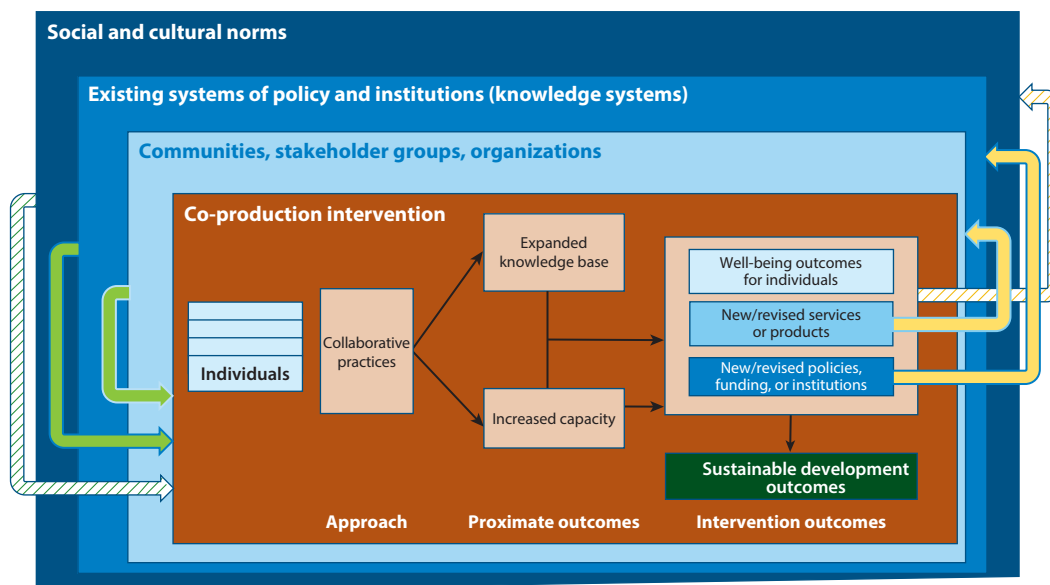 Social and cultural norms
Existing systems of policy and institutions (knowledge systems)
Communities, stakeholder groups, organizations
Co-production intervention
Individuals
Collaborative
practices
Expanded
knowledge base
Increased capacity
Well-being outcomes
for individuals
New/revised services
or products
New/revised policies,
funding, or institutions
Sustainable development
outcomes
Approach
Proximate outcomes
Intervention outcomes